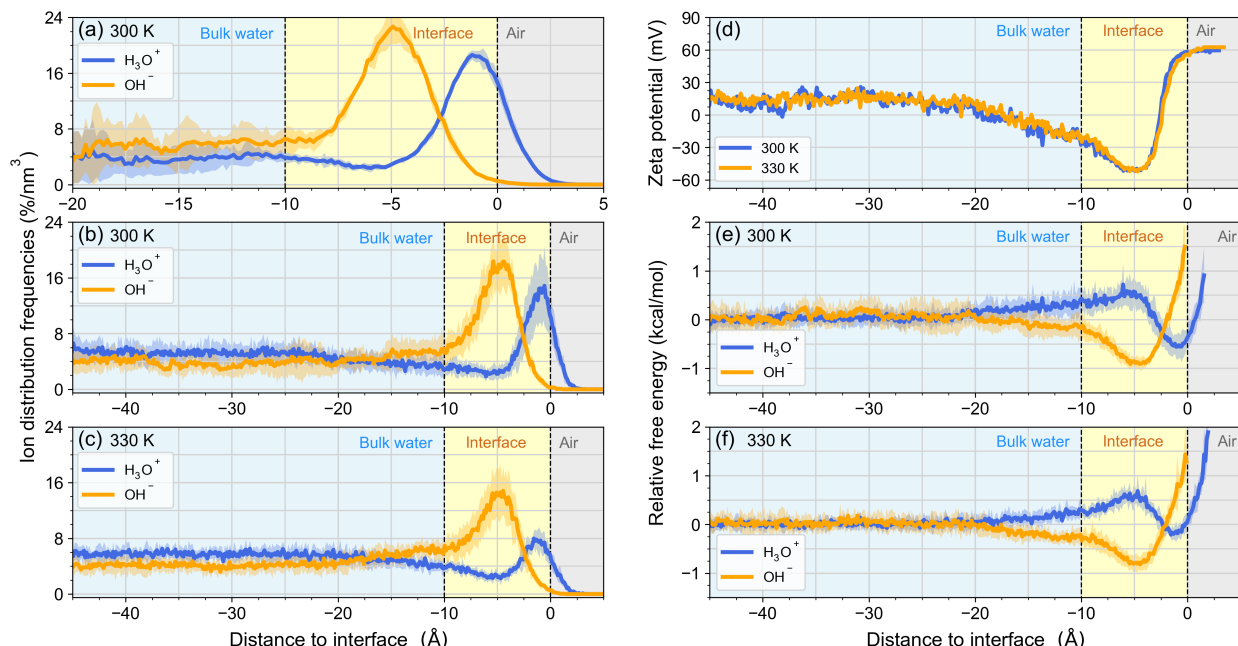 (a) 300 K
Bulk water
Interface
Air
H₃O⁺
OH⁻
24
16
8
0
−20
−15
−10
−5
0
5
Ion distribution frequencies (%/nm³)
(b) 300 K
Bulk water
Interface
Air
H₃O⁺
OH⁻
24
16
8
0
−40
−30
−20
−10
0
(c) 330 K
Bulk water
Interface
Air
H₃O⁺
OH⁻
24
16
8
0
−40
−30
−20
−10
0
Distance to interface (Å)
(d)
Bulk water
Interface
Air
90
60
30
0
−30
−60
Zeta potential (mV)
300 K
330 K
−40
−30
−20
−10
0
(e) 300 K
Bulk water
Interface
Air
2
1
0
−1
H₃O⁺
OH⁻
−40
−30
−20
−10
0
Relative free energy (kcal/mol)
(f) 330 K
Bulk water
Interface
Air
2
1
0
−1
H₃O⁺
OH⁻
−40
−30
−20
−10
0
Distance to interface (Å)